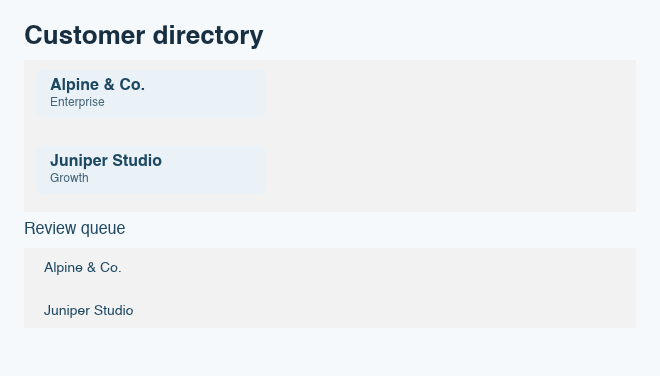 Customer directory
Alpine & Co.
Enterprise
Juniper Studio
Growth
Review queue
Alpine & Co.
Juniper Studio